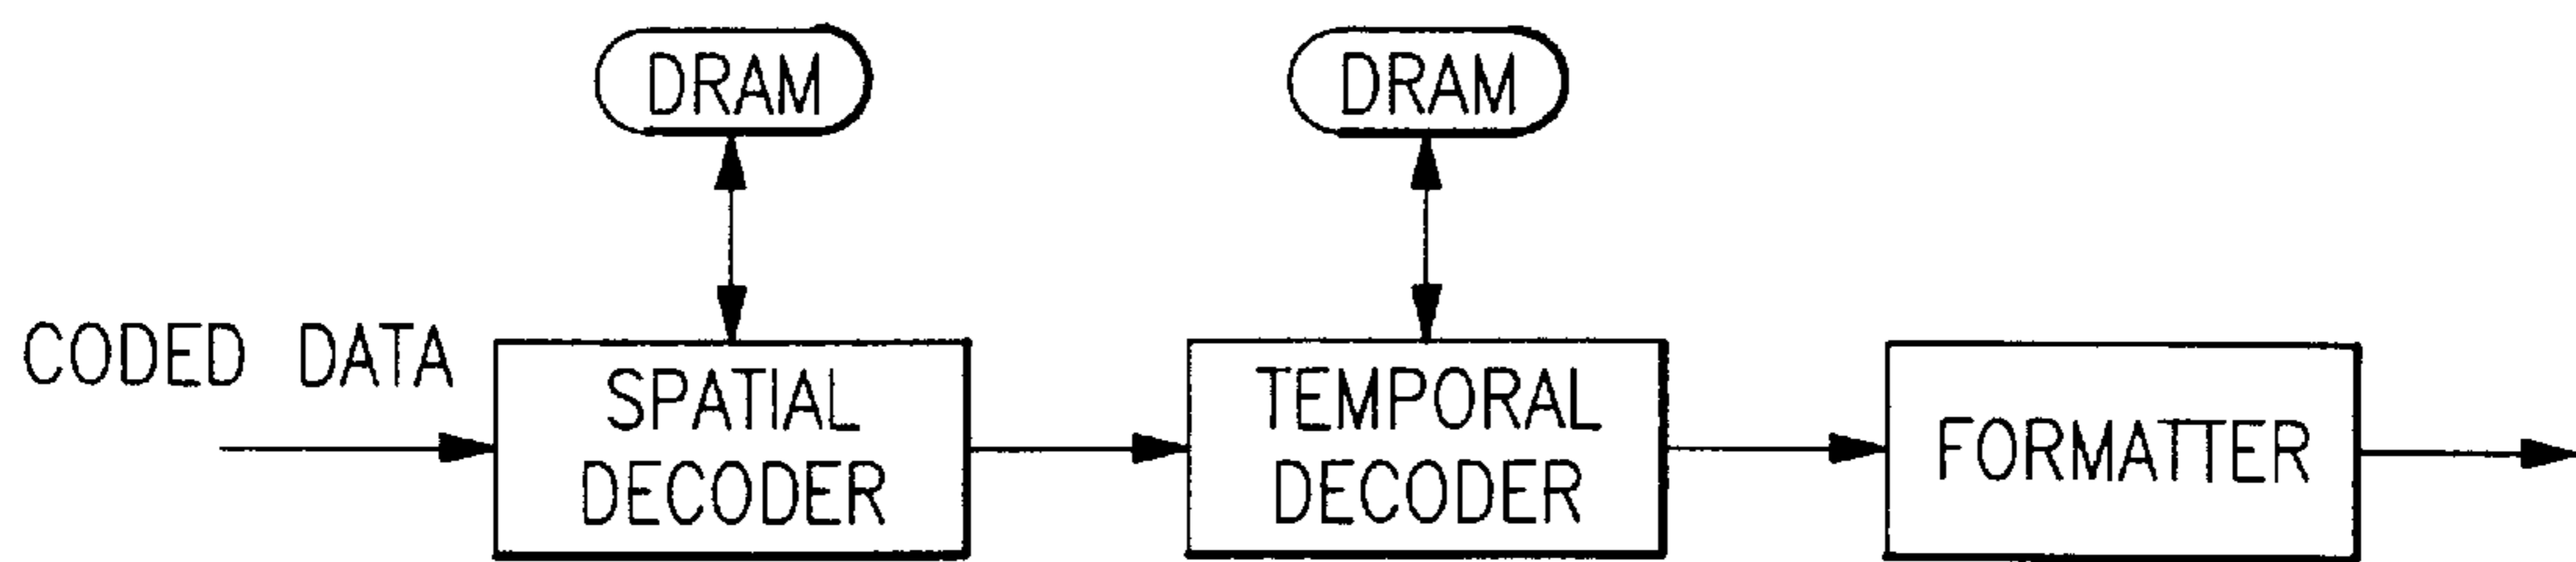 DRAM
DRAM
CODED DATA
SPATIAL
DECODER
TEMPORAL
DECODER
FORMATTER